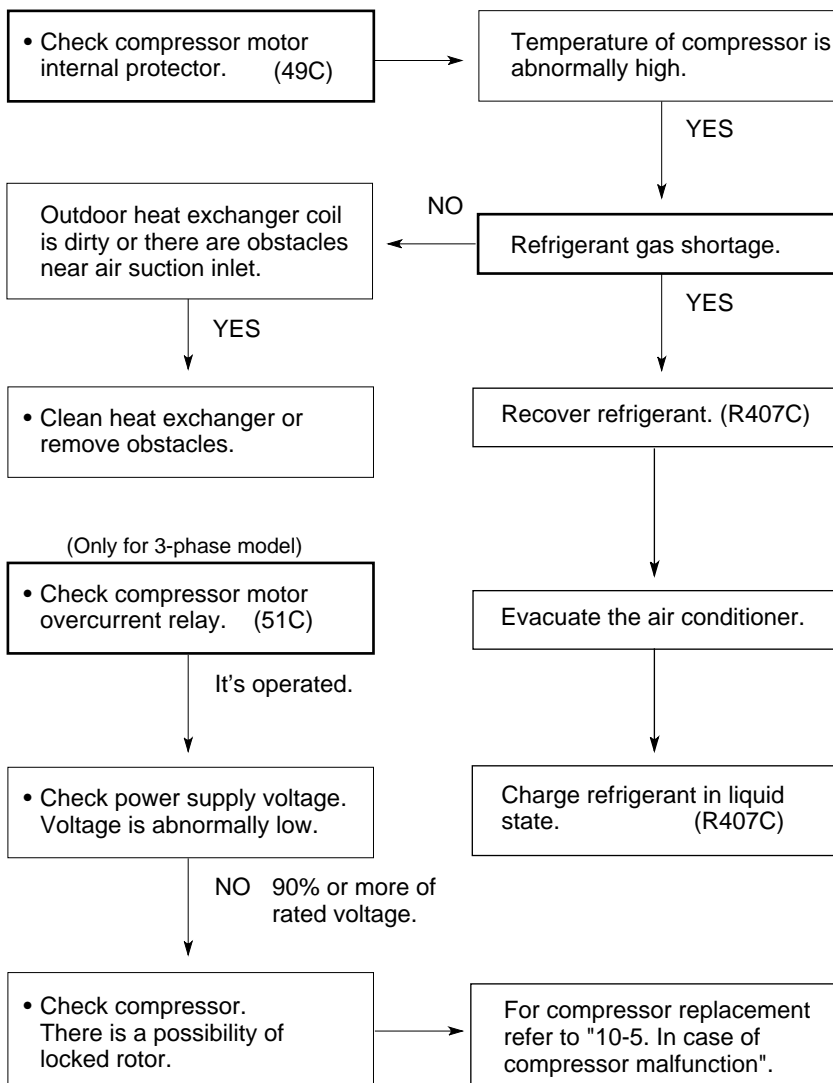 • Check compressor motor
internal protector. (49C)
Temperature of compressor is
abnormally high.
YES
Outdoor heat exchanger coil
is dirty or there are obstacles
near air suction inlet.
NO
Refrigerant gas shortage.
YES
YES
• Clean heat exchanger or
remove obstacles.
Recover refrigerant. (R407C)
(Only for 3-phase model)
• Check compressor motor
overcurrent relay. (51C)
Evacuate the air conditioner.
It's operated.
• Check power supply voltage.
Voltage is abnormally low.
Charge refrigerant in liquid
state. (R407C)
NO 90% or more of
rated voltage.
• Check compressor.
There is a possibility of
locked rotor.
For compressor replacement
refer to "10-5. In case of
compressor malfunction".